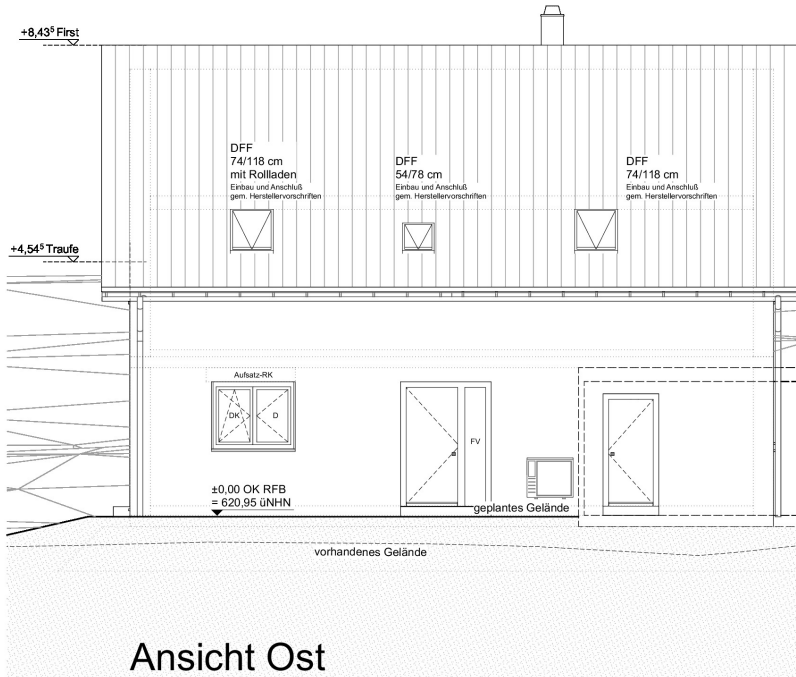 +8,43⁵ First
DFF
74/118 cm
mit Rollladen
Einbau und Anschluß
gem. Herstellervorschriften
DFF
54/78 cm
Einbau und Anschluß
gem. Herstellervorschriften
DFF
74/118 cm
Einbau und Anschluß
gem. Herstellervorschriften
+4,54⁵ Traufe
Aufsatz-RK
DK
D
FV
±0,00 OK RFB
= 620,95 üNHN
geplantes Gelände
vorhandenes Gelände
Ansicht Ost